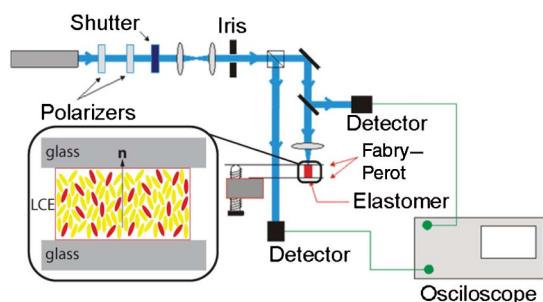 Shutter
Iris
Polarizers
Detector
Fabry—
Perot
Elastomer
glass
n
LCE
glass
Detector
Osciloscope